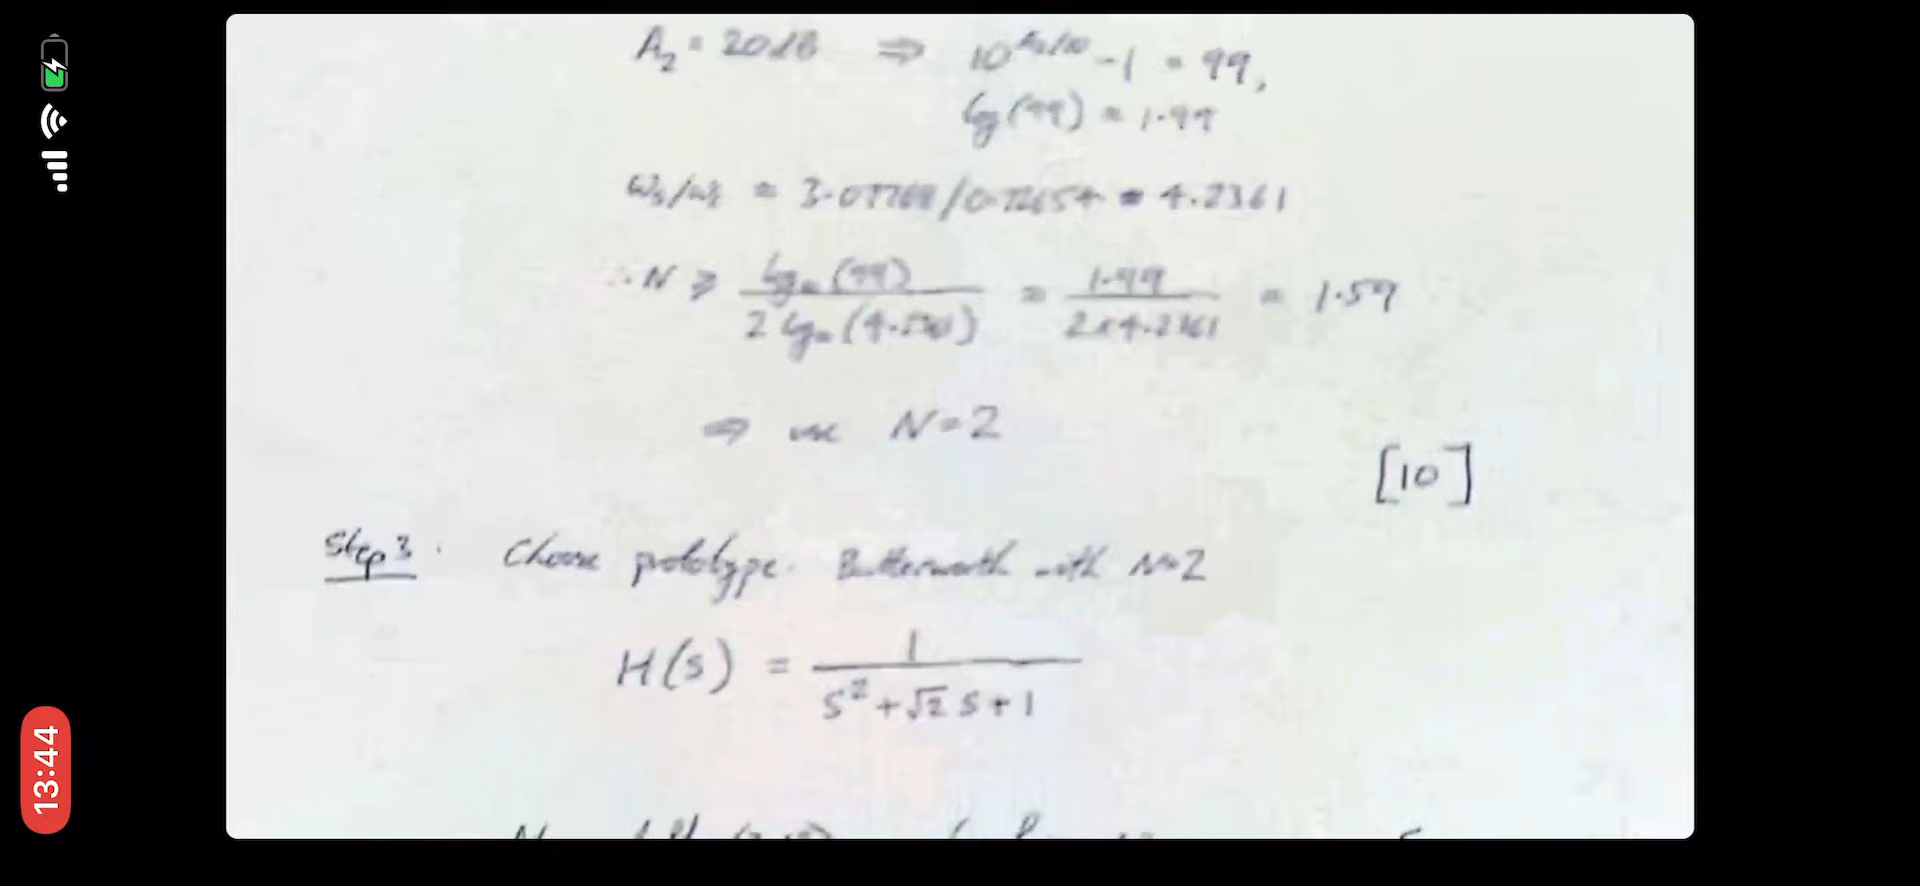 A₂ = 20dB ⇒ 10^(A₂/10) - 1 = 99,
log(99) = 1.99
= 3.07768/0.72654 = 4.2361
∴ N ≥ log₁₀(99) / 2 log₁₀(4.2361) = 1.99 / 2×4.2361 = 1.59
⇒ use N=2
[10]
Step 3. Choose prototype. Butterworth with N=2
H(s) = 1 / s² + √2 s + 1
13:44